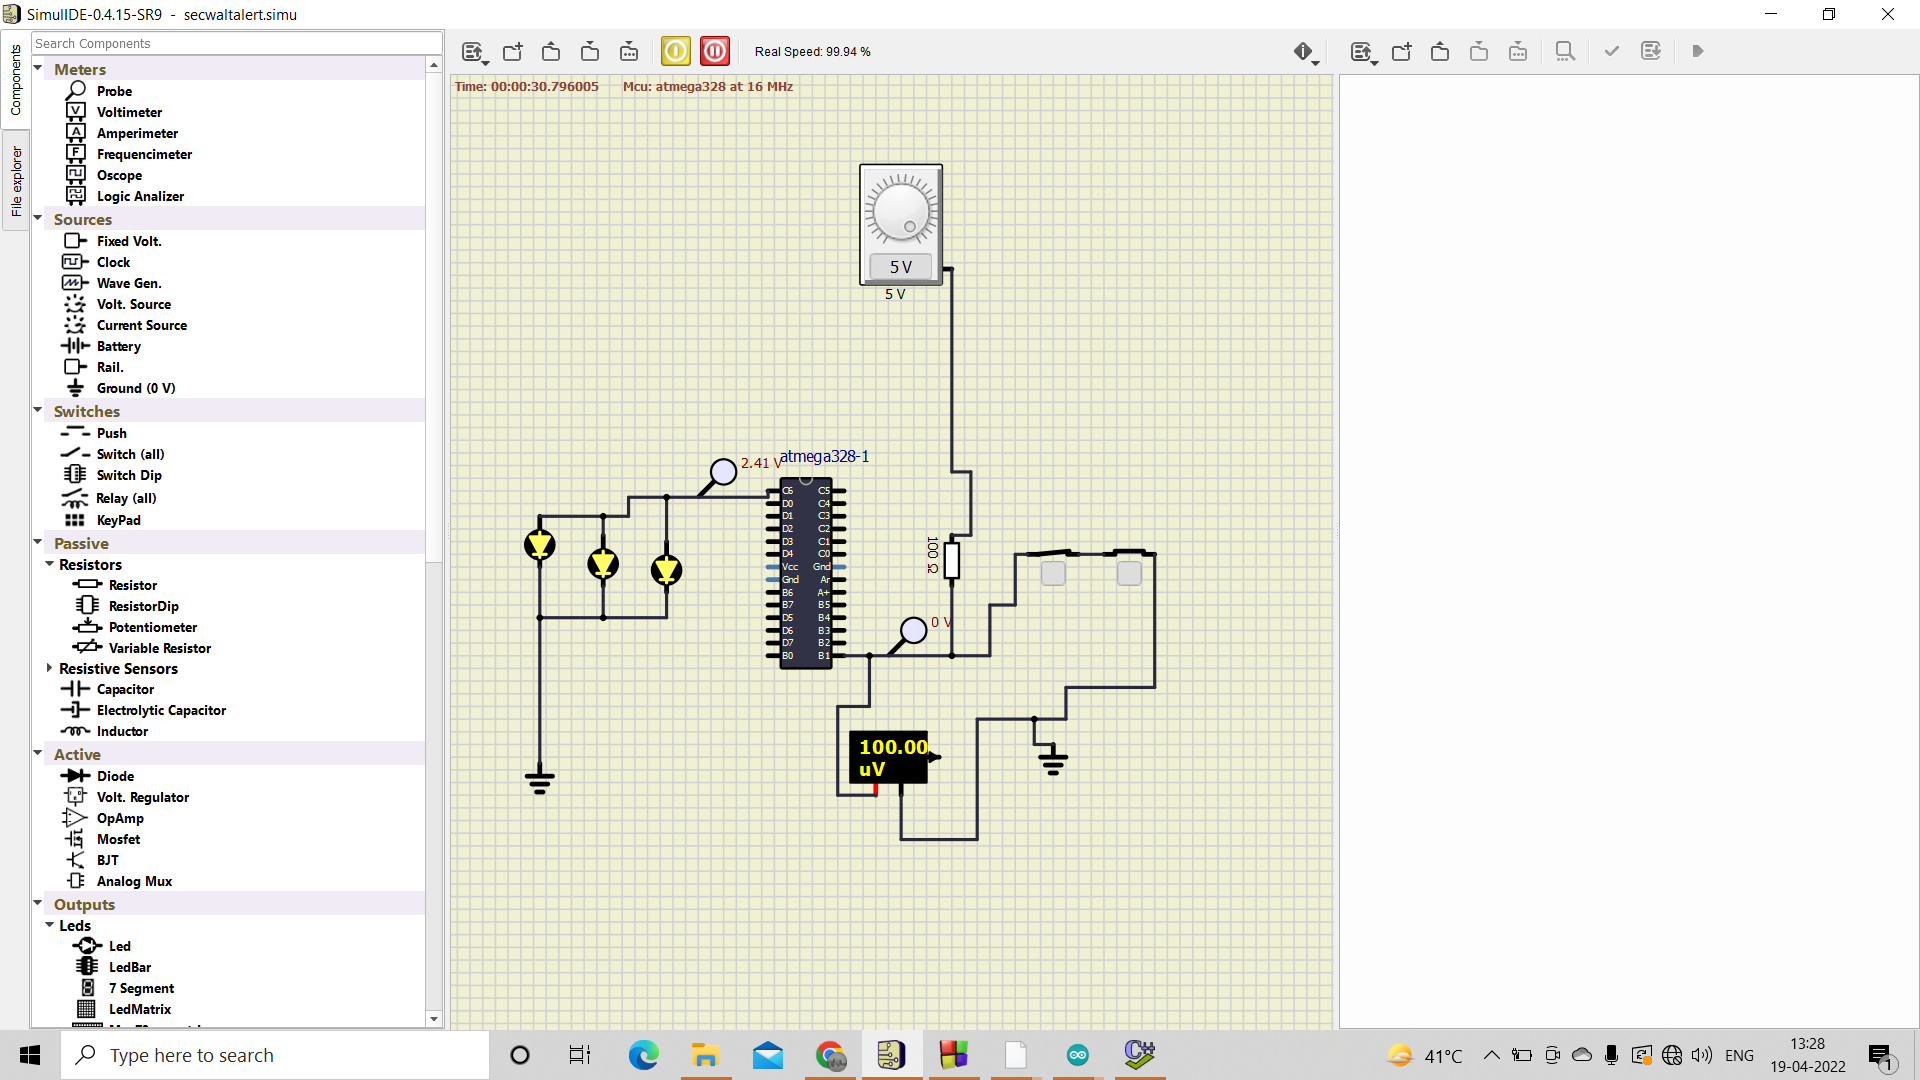 SimulIDE-0.4.15-SR9 - secwaltalert.simu
Components
File explorer
Search Components
Meters
Probe
Voltimeter
Amperimeter
Frequencimeter
Oscope
Logic Analizer
Sources
Fixed Volt.
Clock
Wave Gen.
Volt. Source
Current Source
Battery
Rail.
Ground (0 V)
Switches
Push
Switch (all)
Switch Dip
Relay (all)
KeyPad
Passive
Resistors
Resistor
ResistorDip
Potentiometer
Variable Resistor
Resistive Sensors
Capacitor
Electrolytic Capacitor
Inductor
Active
Diode
Volt. Regulator
OpAmp
Mosfet
BJT
Analog Mux
Outputs
Leds
Led
LedBar
7 Segment
LedMatrix
Real Speed: 99.94 %
Time: 00:00:30.796005 Mcu: atmega328 at 16 MHz
5 V
5 V
2.41 V
atmega328-1
C6 C5
D0 C4
D1 C3
D2 C2
D3 C1
D4 C0
Vcc Gnd
Gnd Ar
B6 A+
B7 B5
D5 B4
D6 B3
D7 B2
B0 B1
100 Ω
0 V
100.00
uV
Type here to search
41°C
ENG
13:28
19-04-2022
1